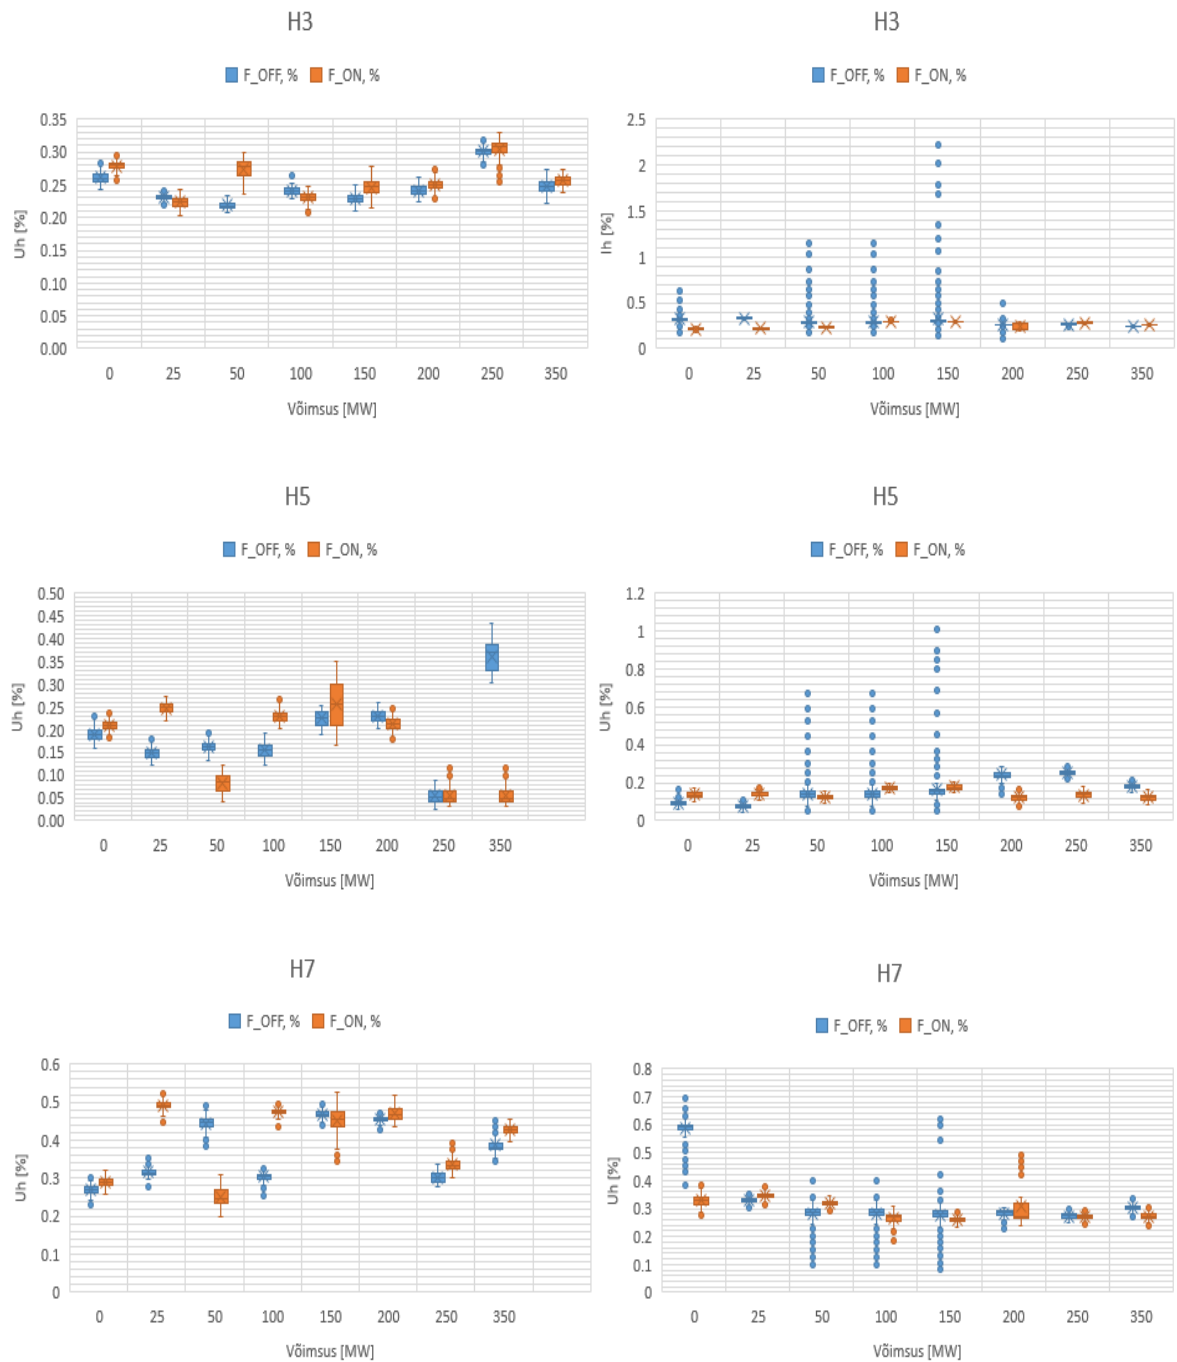 H3
F_OFF, % F_ON, %
Uh [%]
0.35
0.30
0.25
0.20
0.15
0.10
0.05
0.00
0 25 50 100 150 200 250 350
Võimsus [MW]
H3
F_OFF, % F_ON, %
Ih [%]
2.5
2
1.5
1
0.5
0
0 25 50 100 150 200 250 350
Võimsus [MW]
H5
F_OFF, % F_ON, %
Uh [%]
0.50
0.45
0.40
0.35
0.30
0.25
0.20
0.15
0.10
0.05
0.00
0 25 50 100 150 200 250 350
Võimsus [MW]
H5
F_OFF, % F_ON, %
Uh [%]
1.2
1
0.8
0.6
0.4
0.2
0
0 25 50 100 150 200 250 350
Võimsus [MW]
H7
F_OFF, % F_ON, %
Uh [%]
0.6
0.5
0.4
0.3
0.2
0.1
0
0 25 50 100 150 200 250 350
Võimsus [MW]
H7
F_OFF, % F_ON, %
Uh [%]
0.8
0.7
0.6
0.5
0.4
0.3
0.2
0.1
0
0 25 50 100 150 200 250 350
Võimsus [MW]